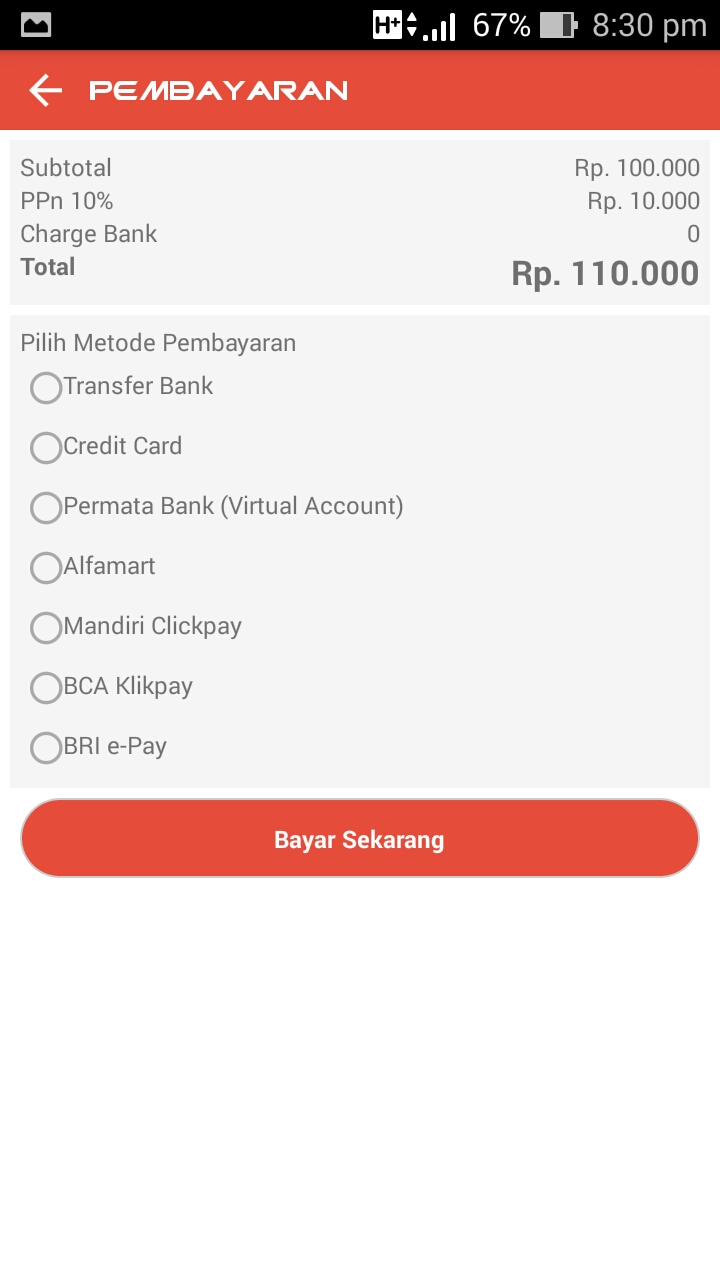 H+ 67% 8:30 pm
PEMBAYARAN
Subtotal Rp. 100.000
PPn 10% Rp. 10.000
Charge Bank 0
Total Rp. 110.000
Pilih Metode Pembayaran
Transfer Bank
Credit Card
Permata Bank (Virtual Account)
Alfamart
Mandiri Clickpay
BCA Klikpay
BRI e-Pay
Bayar Sekarang